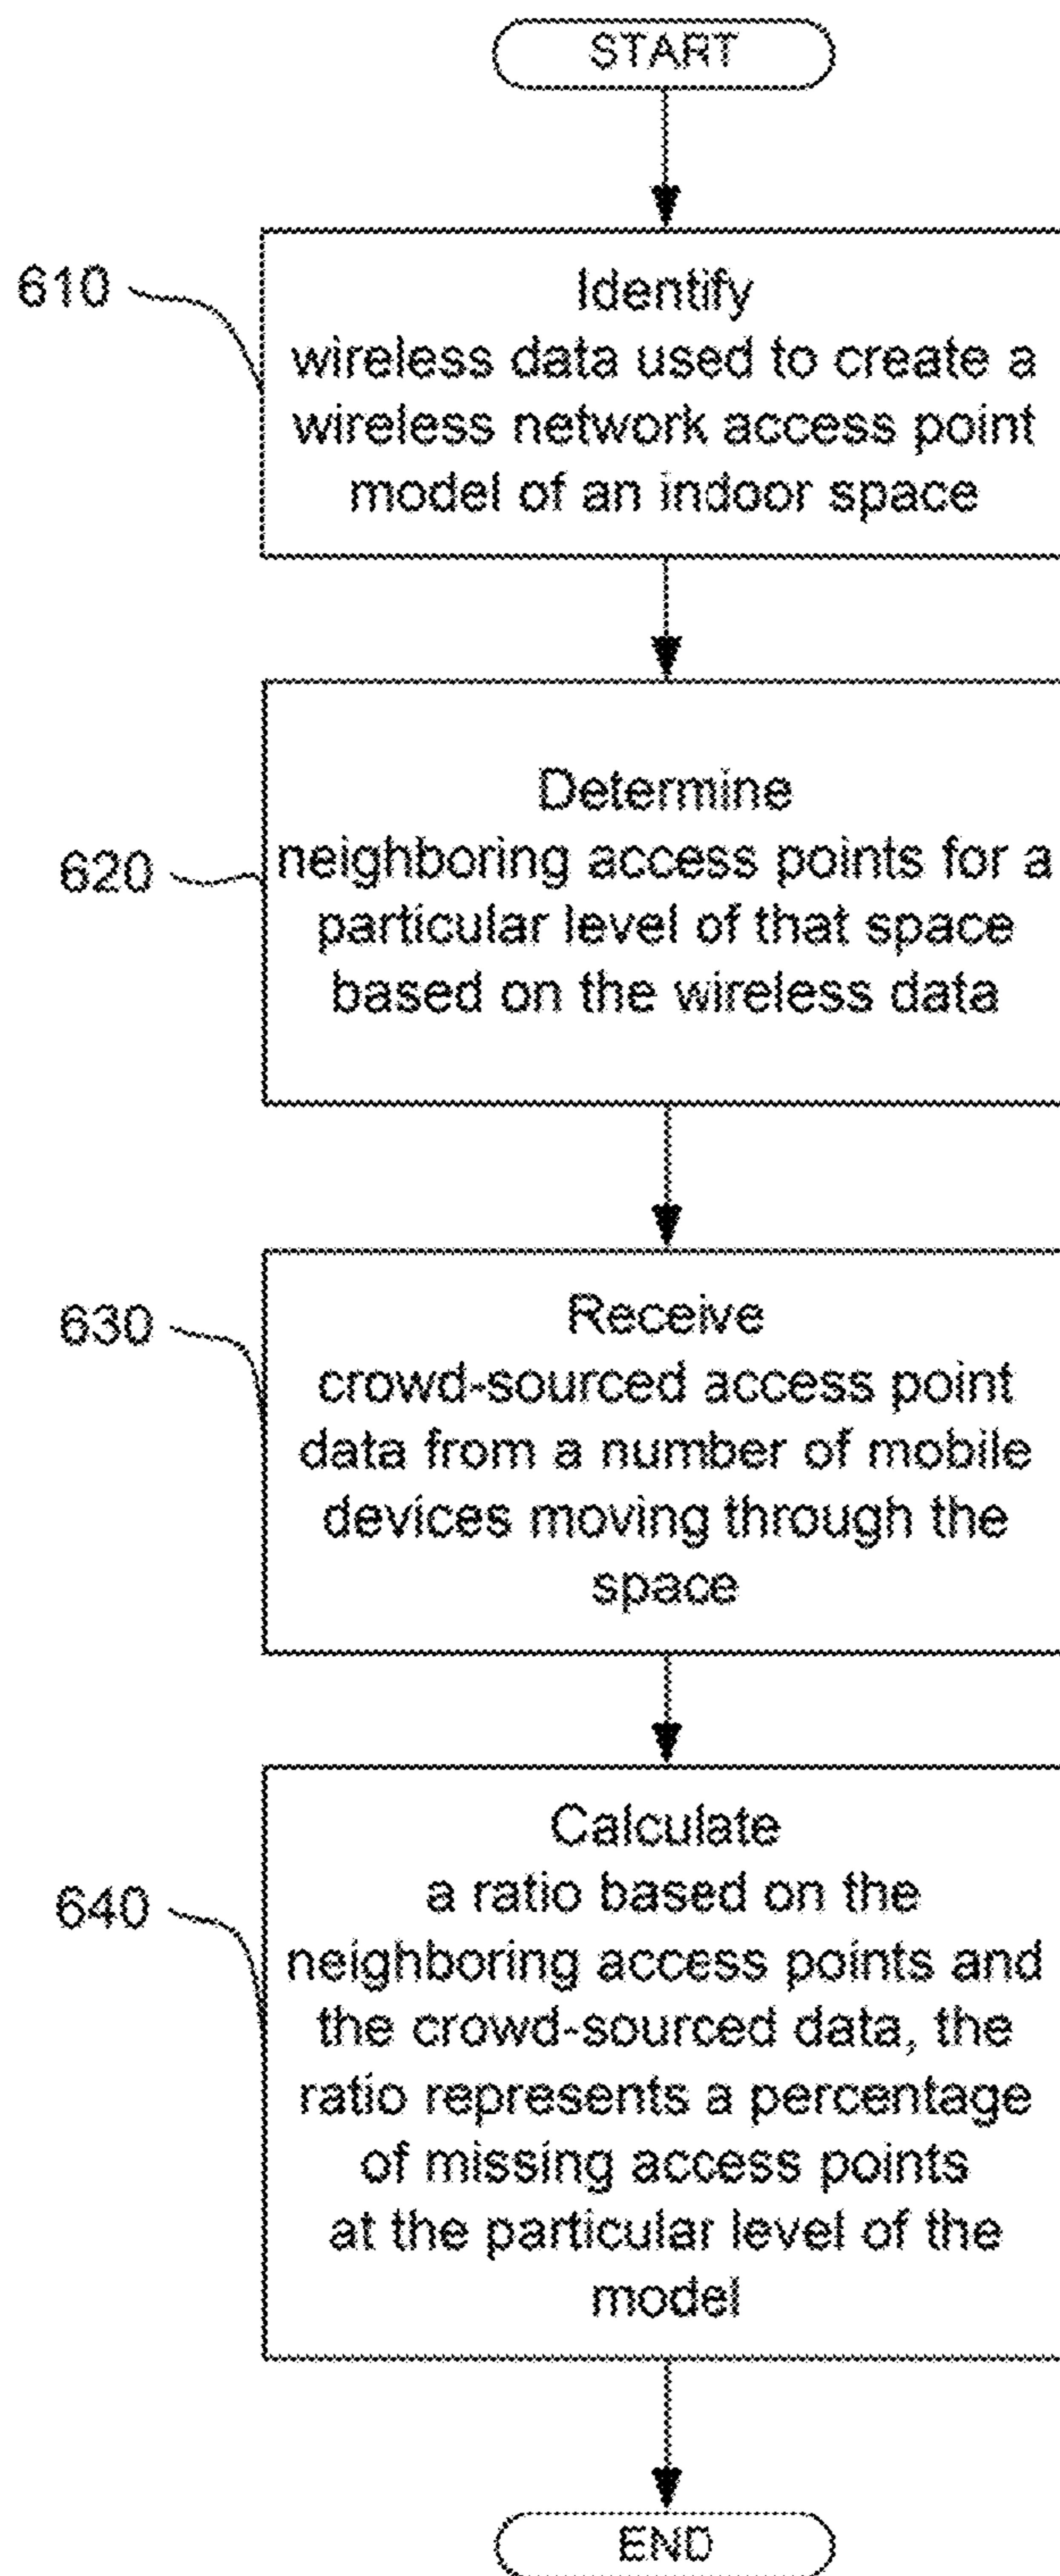 START
610
Identify
wireless data used to create a
wireless network access point
model of an indoor space
620
Determine
neighboring access points for a
particular level of that space
based on the wireless data
630
Receive
crowd-sourced access point
data from a number of mobile
devices moving through the
space
640
Calculate
a ratio based on the
neighboring access points and
the crowd-sourced data, the
ratio represents a percentage
of missing access points
at the particular level of the
model
END